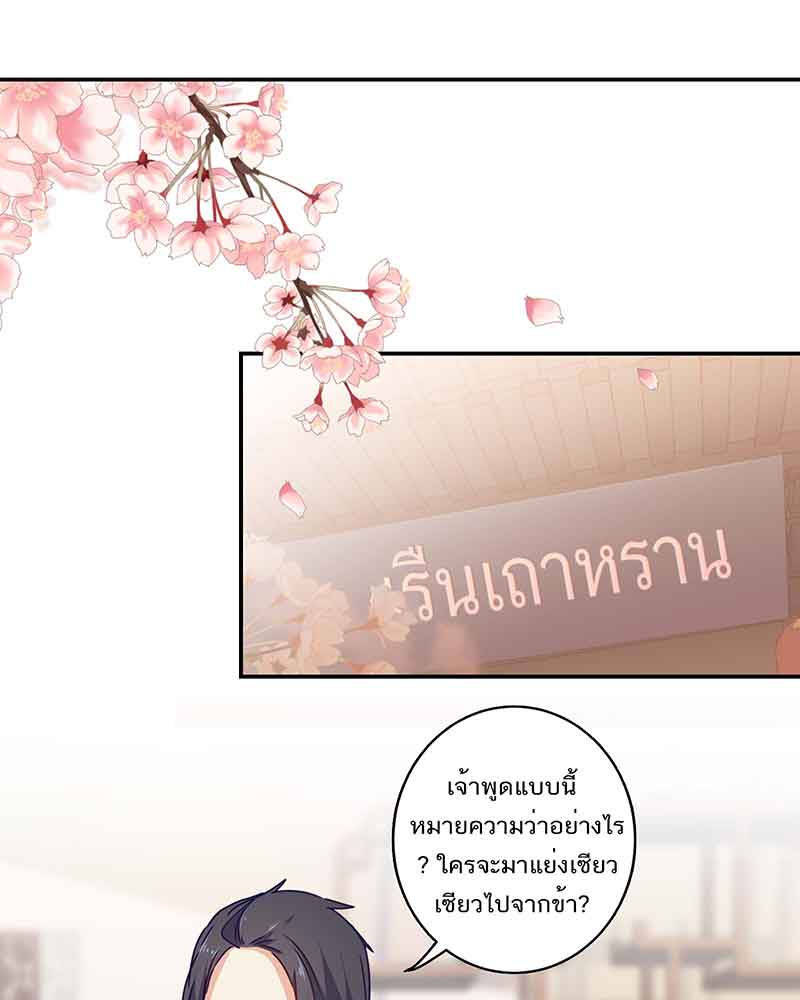 เรือนเถาหราน
เจ้าพูดแบบนี้
หมายความว่าอย่างไร
? ใครจะมาแย่งเซียว
เซียวไปจากข้า?